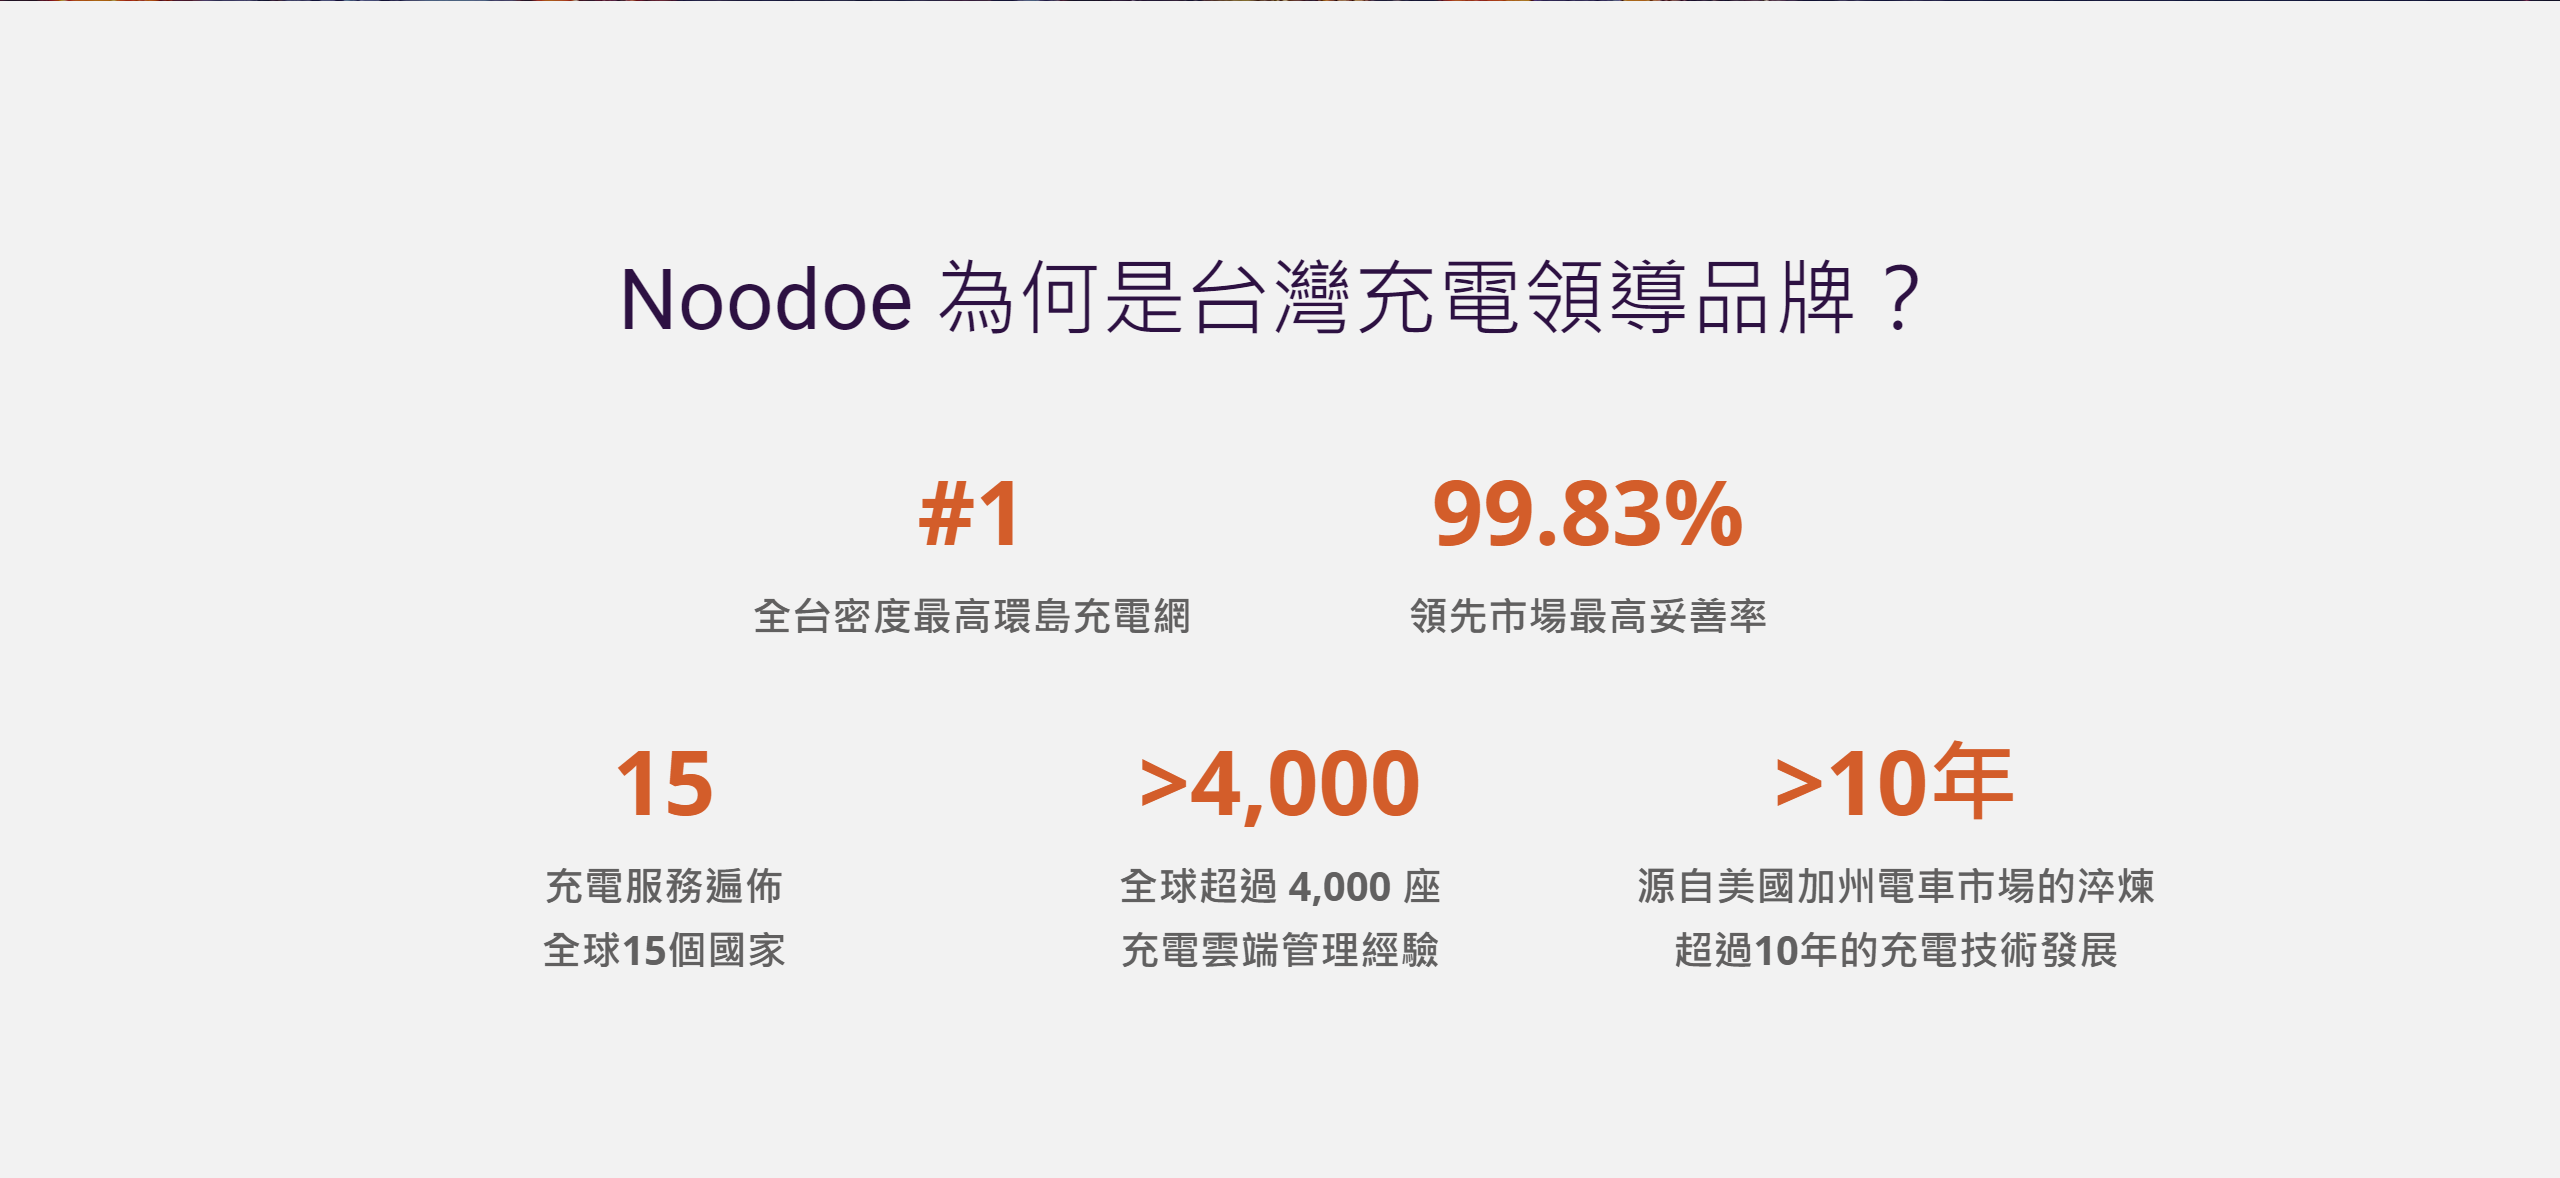 Noodoe 為何是台灣充電領導品牌？
#1
全台密度最高環島充電網
99.83%
領先市場最高妥善率
15
充電服務遍佈
全球15個國家
>4,000
全球超過 4,000 座
充電雲端管理經驗
>10年
源自美國加州電車市場的淬煉
超過10年的充電技術發展